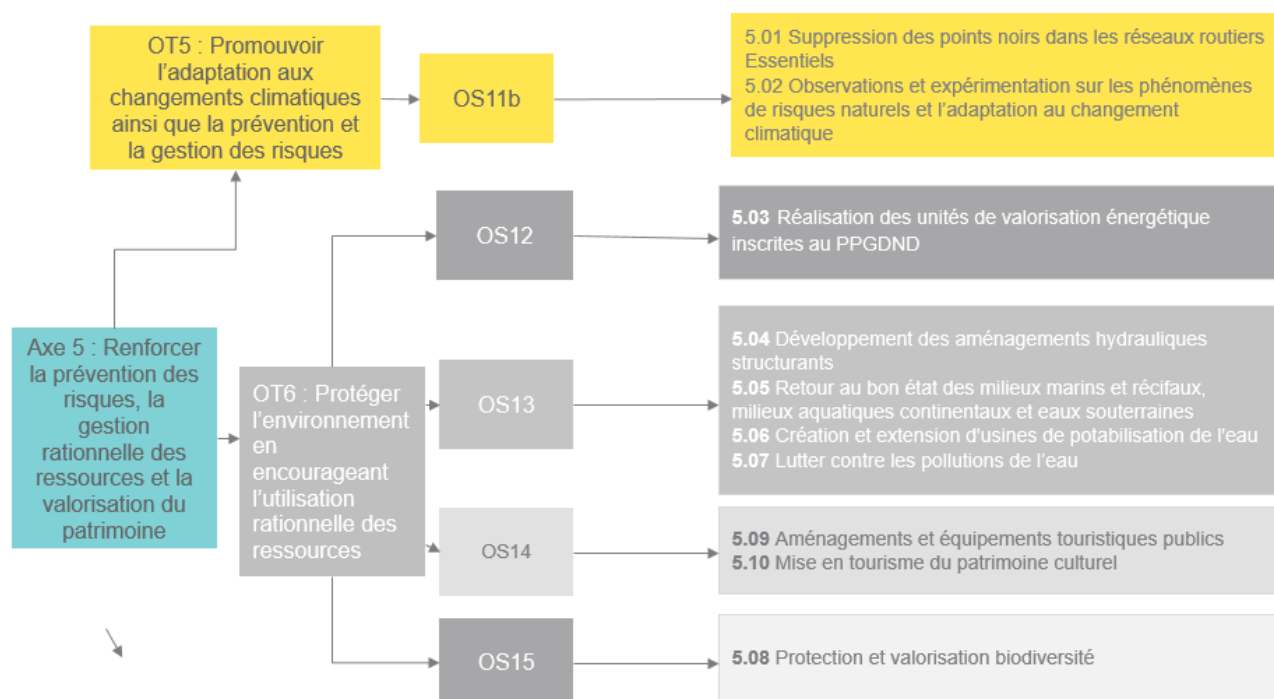 OT5 : Promouvoir
l'adaptation aux
changements climatiques
ainsi que la prévention et
la gestion des risques
OS11b
5.01 Suppression des points noirs dans les réseaux routiers
Essentiels
5.02 Observations et expérimentation sur les phénomènes
de risques naturels et l'adaptation au changement
climatique
OS12
5.03 Réalisation des unités de valorisation énergétique
inscrites au PPGDND
Axe 5 : Renforcer
la prévention des
risques, la
gestion
rationnelle des
ressources et la
valorisation du
patrimoine
OT6 : Protéger
l'environnement
en
encourageant
l'utilisation
rationnelle des
ressources
OS13
5.04 Développement des aménagements hydrauliques
structurants
5.05 Retour au bon état des milieux marins et récifaux,
milieux aquatiques continentaux et eaux souterraines
5.06 Création et extension d'usines de potabilisation de l'eau
5.07 Lutter contre les pollutions de l'eau
OS14
5.09 Aménagements et équipements touristiques publics
5.10 Mise en tourisme du patrimoine culturel
OS15
5.08 Protection et valorisation biodiversité